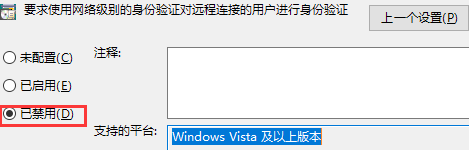 要求使用网络级别的身份验证对远程连接的用户进行身份验证
上一个设置(P)
未配置(C)
注释:
已启用(E)
已禁用(D)
支持的平台:
Windows Vista 及以上版本